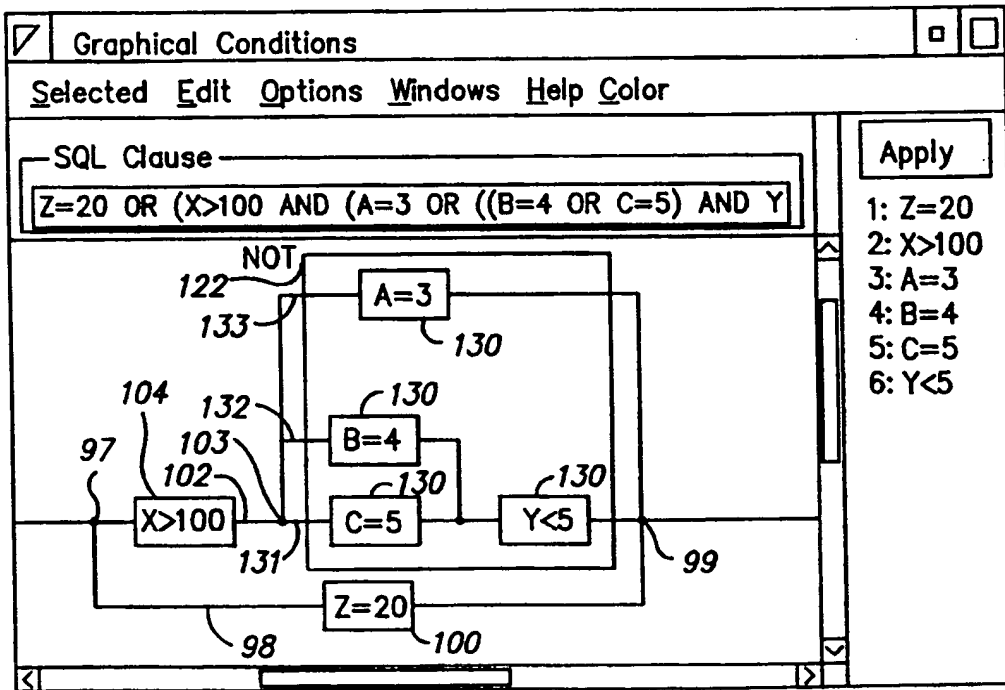 Graphical Conditions
Selected Edit Options Windows Help Color
SQL Clause
Z=20 OR (X>100 AND (A=3 OR ((B=4 OR C=5) AND Y
Apply
1: Z=20
2: X>100
3: A=3
4: B=4
5: C=5
6: Y<5
NOT
122
A=3
133
130
104
130
132
103
B=4
97
102
130
130
X>100
C=5
Y<5
131
99
Z=20
98
100